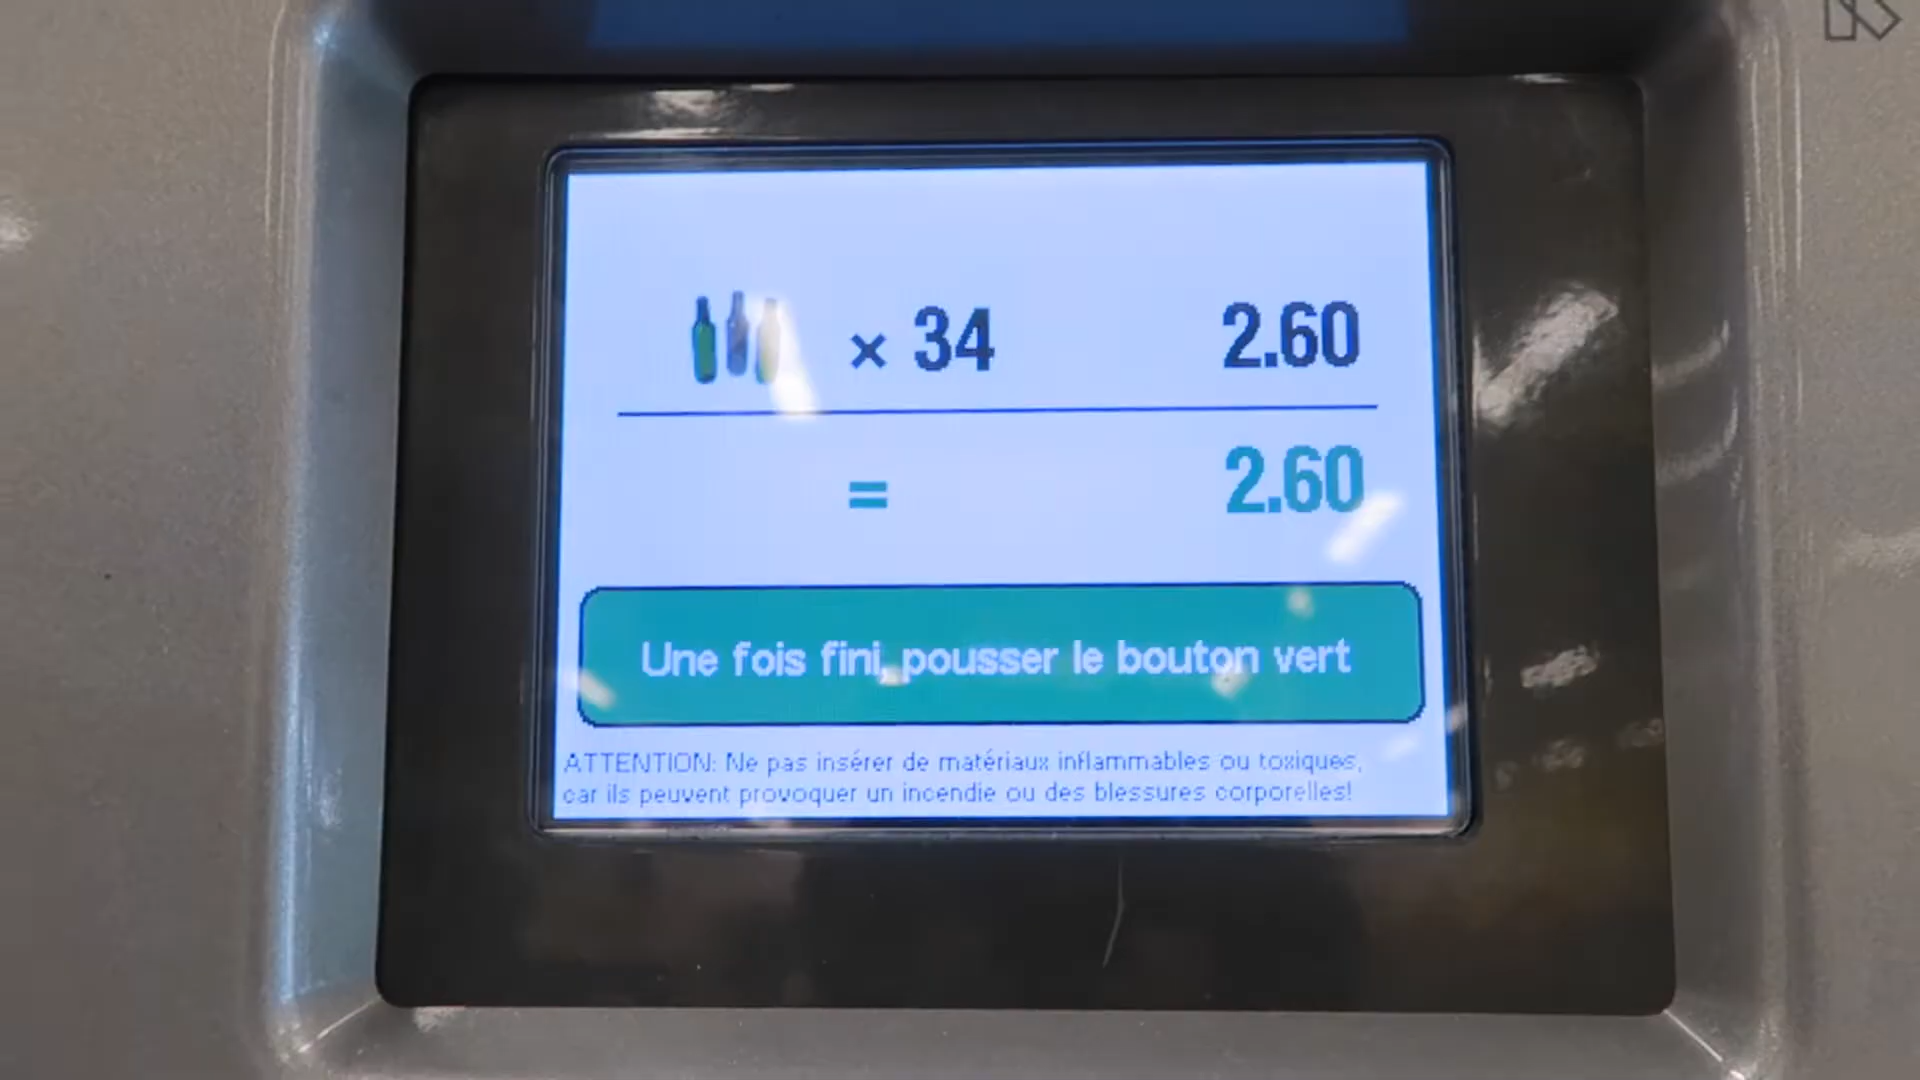 × 34 2.60
= 2.60
Une fois fini, pousser le bouton vert
ATTENTION: Ne pas insérer de matériaux inflammables ou toxiques,
car ils peuvent provoquer un incendie ou des blessures corporelles!